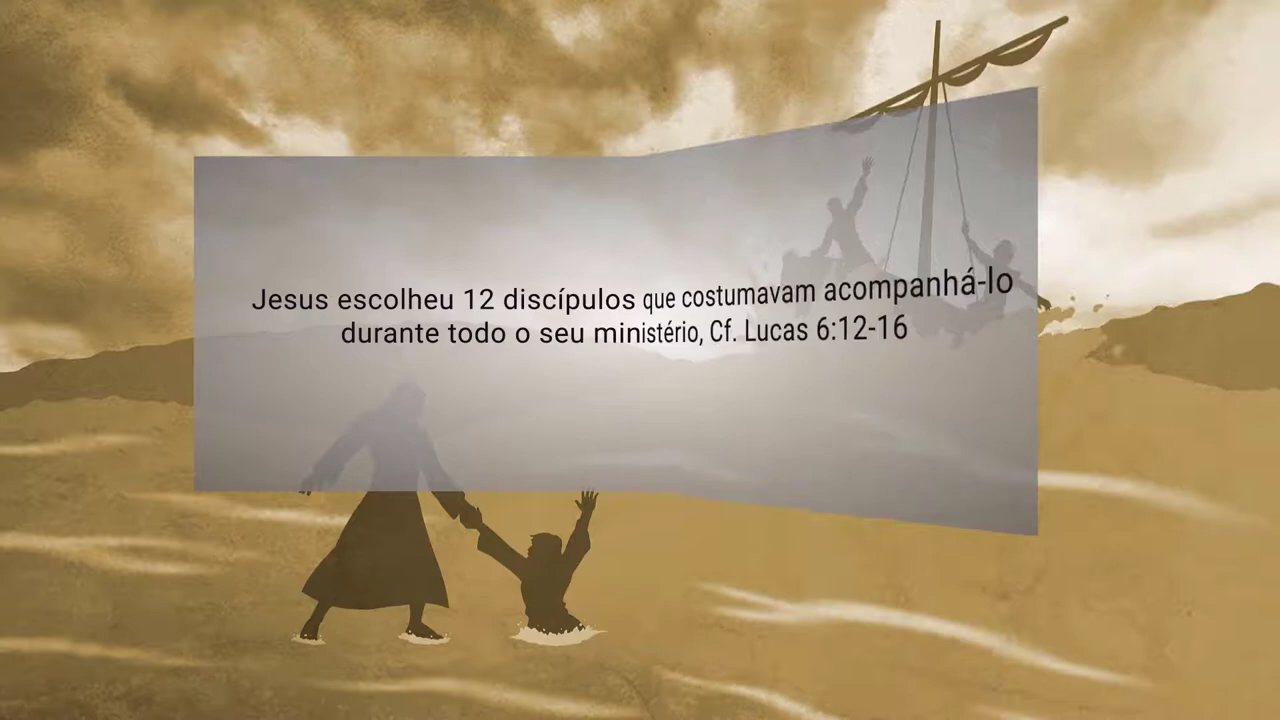 Jesus escolheu 12 discípulos que costumavam acompanhá-lo
durante todo o seu ministério, Cf. Lucas 6:12-16